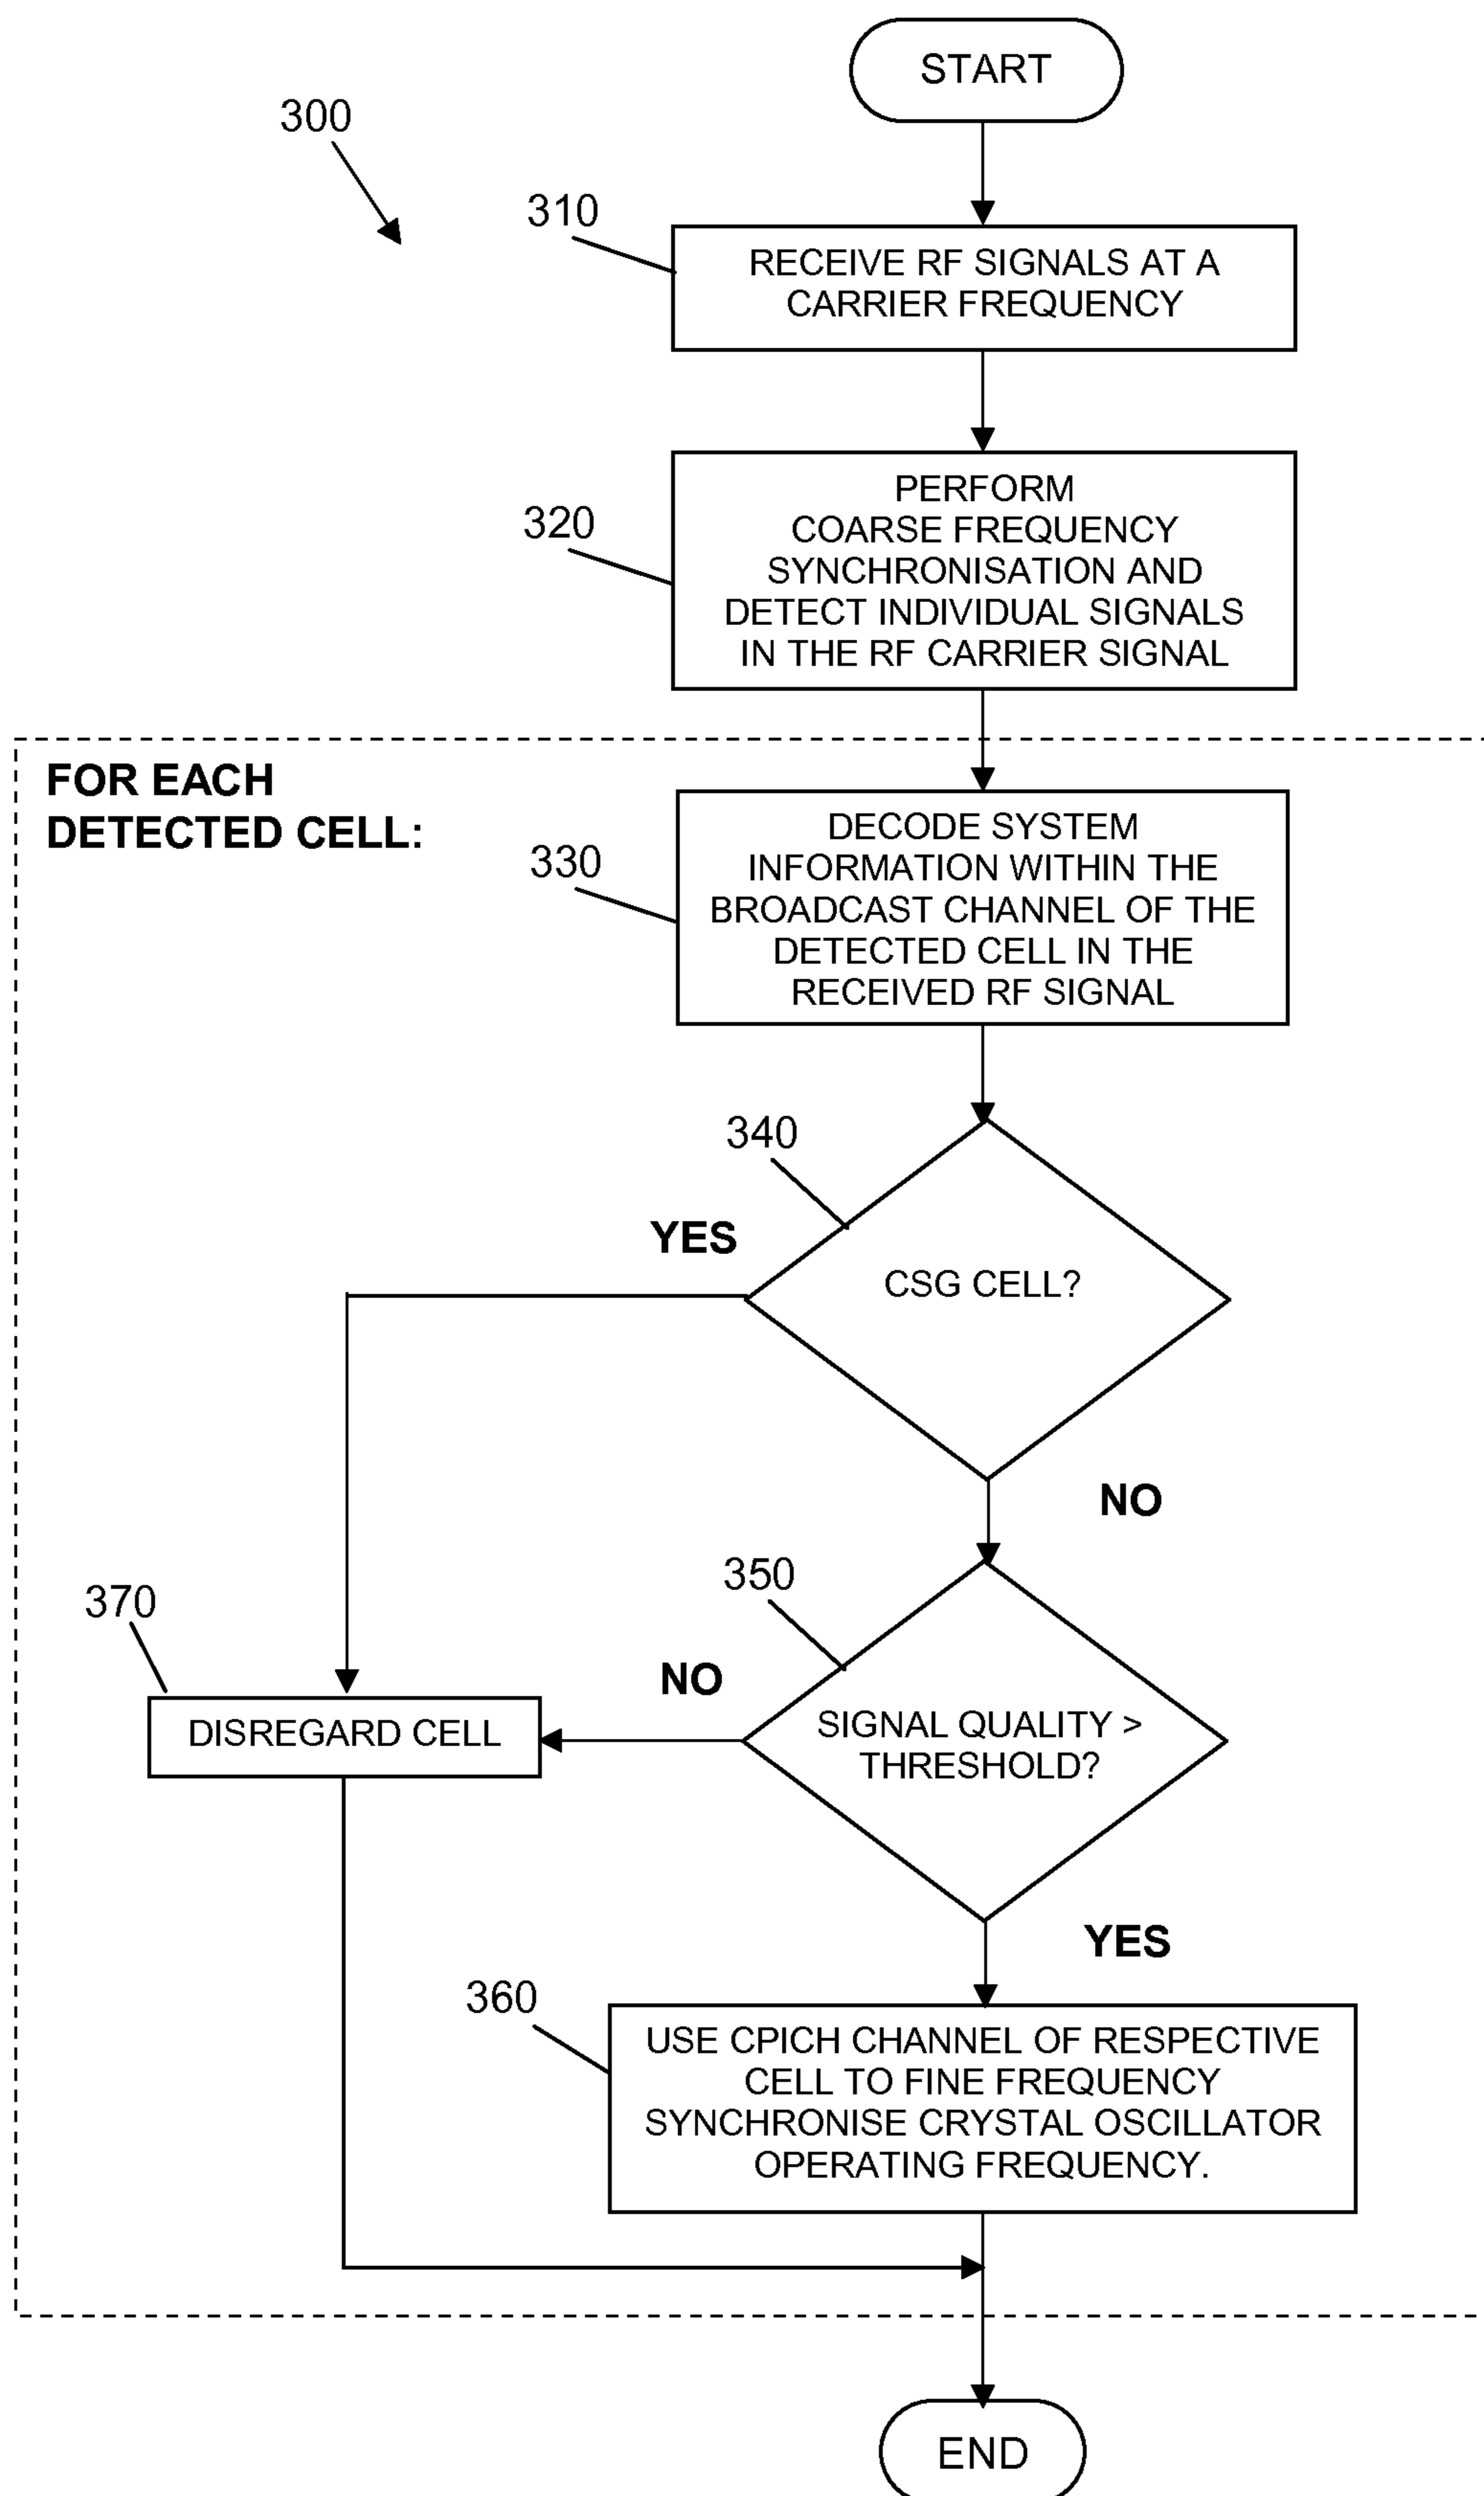 START
300
310
RECEIVE RF SIGNALS AT A
CARRIER FREQUENCY
320
PERFORM
COARSE FREQUENCY
SYNCHRONISATION AND
DETECT INDIVIDUAL SIGNALS
IN THE RF CARRIER SIGNAL
FOR EACH
DETECTED CELL:
330
DECODE SYSTEM
INFORMATION WITHIN THE
BROADCAST CHANNEL OF THE
DETECTED CELL IN THE
RECEIVED RF SIGNAL
340
YES
CSG CELL?
NO
350
370
NO
SIGNAL QUALITY >
THRESHOLD?
DISREGARD CELL
YES
360
USE CPICH CHANNEL OF RESPECTIVE
CELL TO FINE FREQUENCY
SYNCHRONISE CRYSTAL OSCILLATOR
OPERATING FREQUENCY.
END